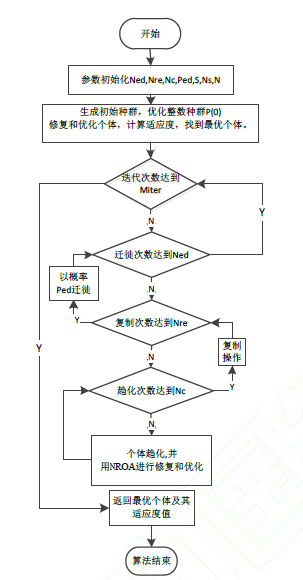 开始
参数初始化Ned,Nre,Nc,Ped,S,Ns,N
生成初始种群，优化整数种群P(0)
修复和优化个体，计算适应度，找到最优个体。
迭代次数达到
Miter
Y
N
迁徙次数达到Ned
以概率
Ped迁徙
N
Y
复制次数达到Nre
Y
复制
操作
N
趋化次数达到Nc
Y
N
个体趋化,并
用NROA进行修复和优化
返回最优个体及其
适应度值
算法结束